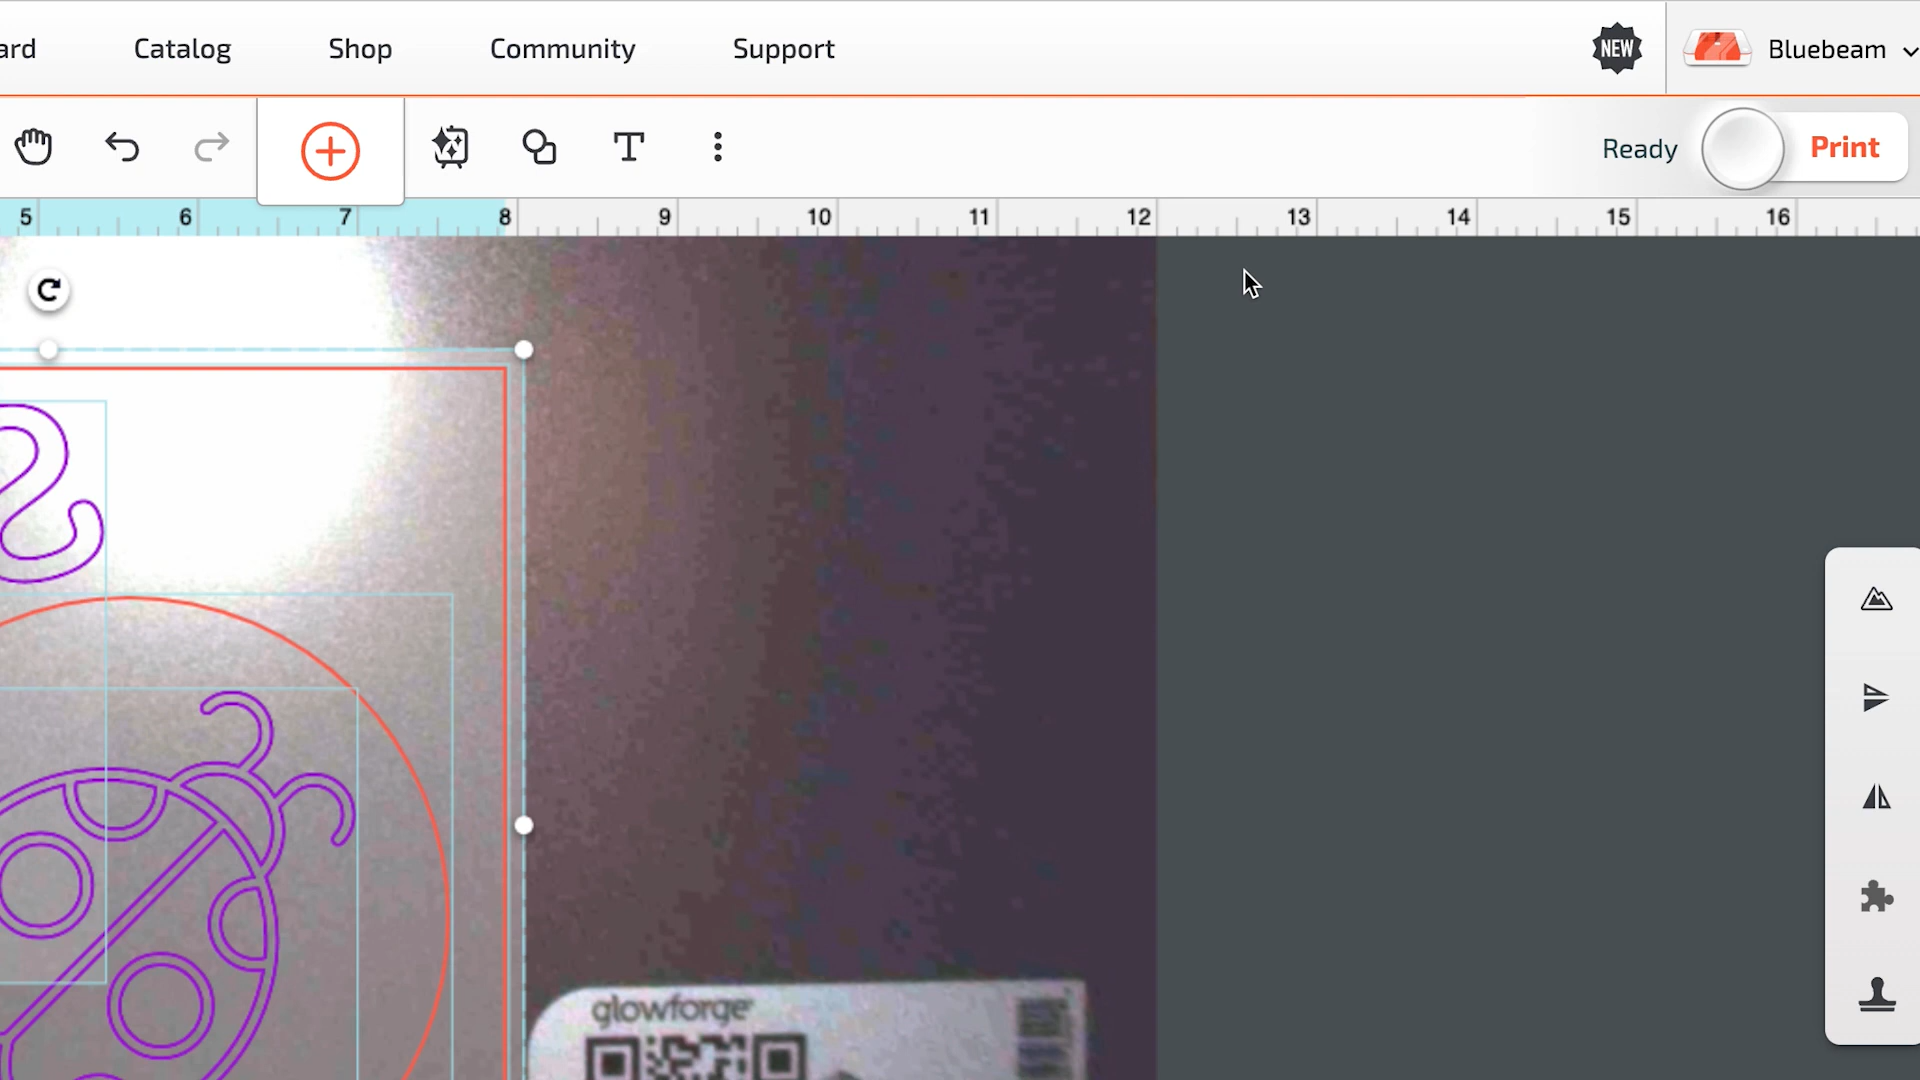 ard Catalog Shop Community Support NEW Bluebeam
T Ready Print
5 6 7 8 9 10 11 12 13 14 15 16
S
glowforge